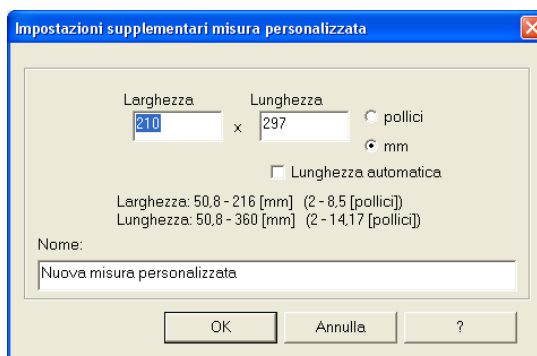 Impostazioni supplementari misura personalizzata
Larghezza Lunghezza
210 x 297
pollici
mm
Lunghezza automatica
Larghezza: 50,8 - 216 [mm] (2 - 8,5 [pollici])
Lunghezza: 50,8 - 360 [mm] (2 - 14,17 [pollici])
Nome:
Nuova misura personalizzata
OK Annulla ?